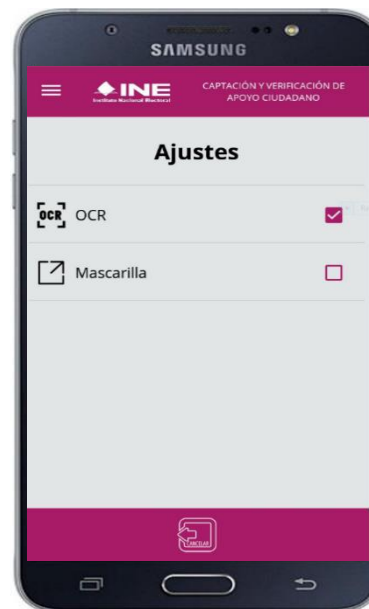 SAMSUNG
INE
Instituto Nacional Electoral
CAPTACIÓN Y VERIFICACIÓN DE
APOYO CIUDADANO
Ajustes
OCR OCR
Mascarilla
CANCELAR